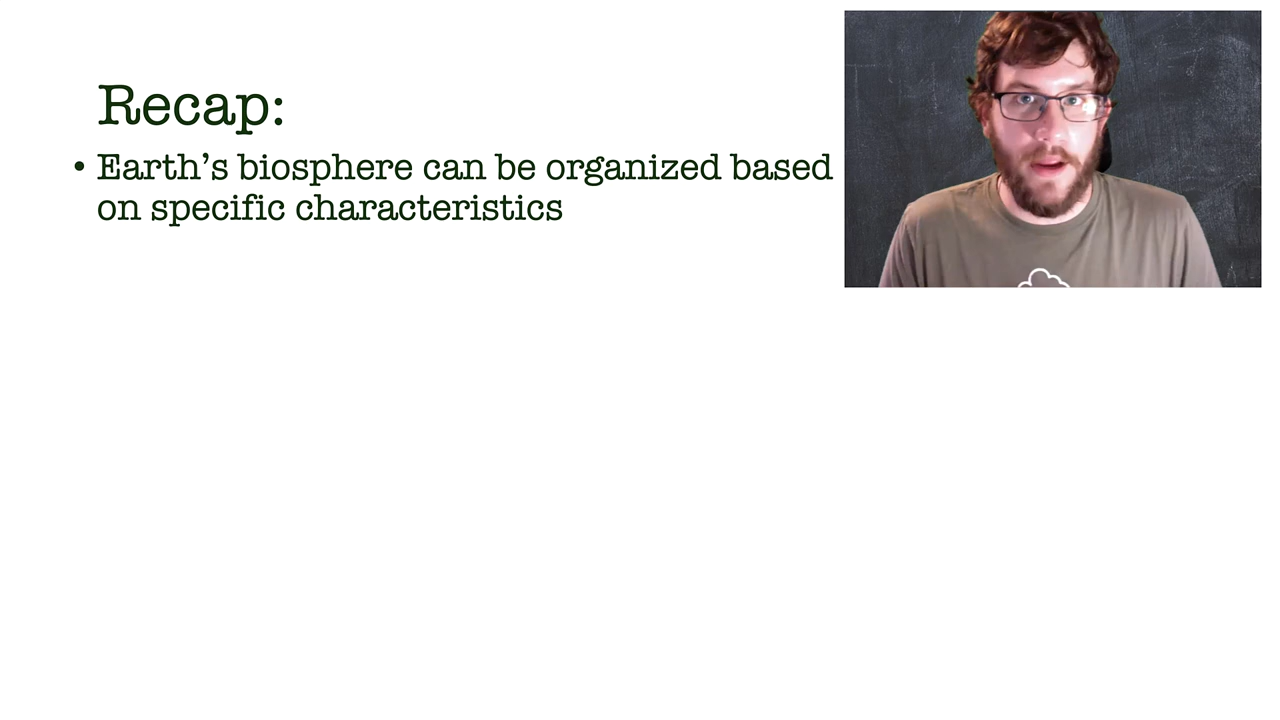 Recap:
• Earth’s biosphere can be organized based
on specific characteristics